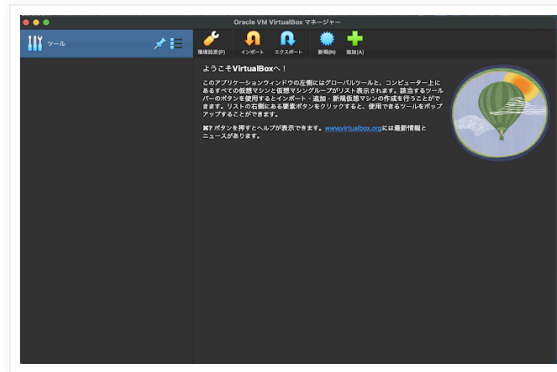 Oracle VM VirtualBox マネージャー
ツール
環境設定(P)
インポート
エクスポート
新規(N)
追加(A)
ようこそVirtualBoxへ！
このアプリケーションウィンドウの左側にはグローバルツールと、コンピューター上に
あるすべての仮想マシンと仮想マシングループがリスト表示されます。該当するツール
バーのボタンを使用するとインポート・追加・新規仮想マシンの作成を行うことがで
きます。リストの右側にある要素ボタンをクリックすると、使用できるツールをポップ
アップすることができます。
⌘? ボタンを押すとヘルプが表示できます。www.virtualbox.orgには最新情報と
ニュースがあります。